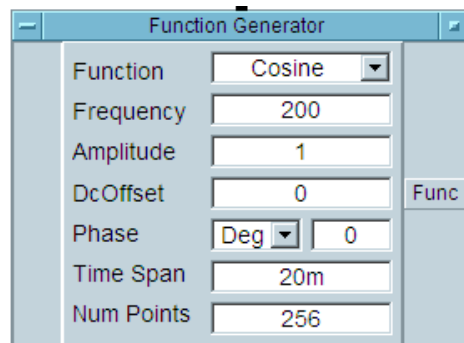 Function Generator
Function Cosine
Frequency 200
Amplitude 1
DcOffset 0 Func
Phase Deg 0
Time Span 20m
Num Points 256